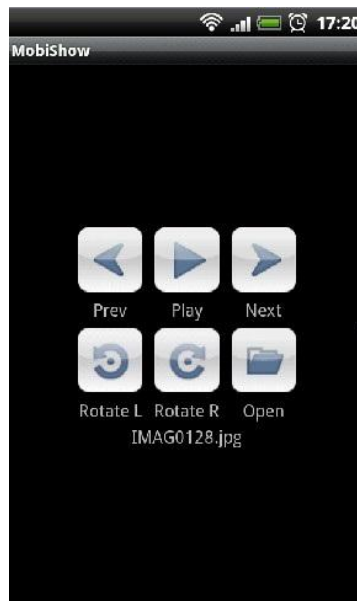 17:20
MobiShow
Prev Play Next
Rotate L Rotate R Open
IMAG0128.jpg